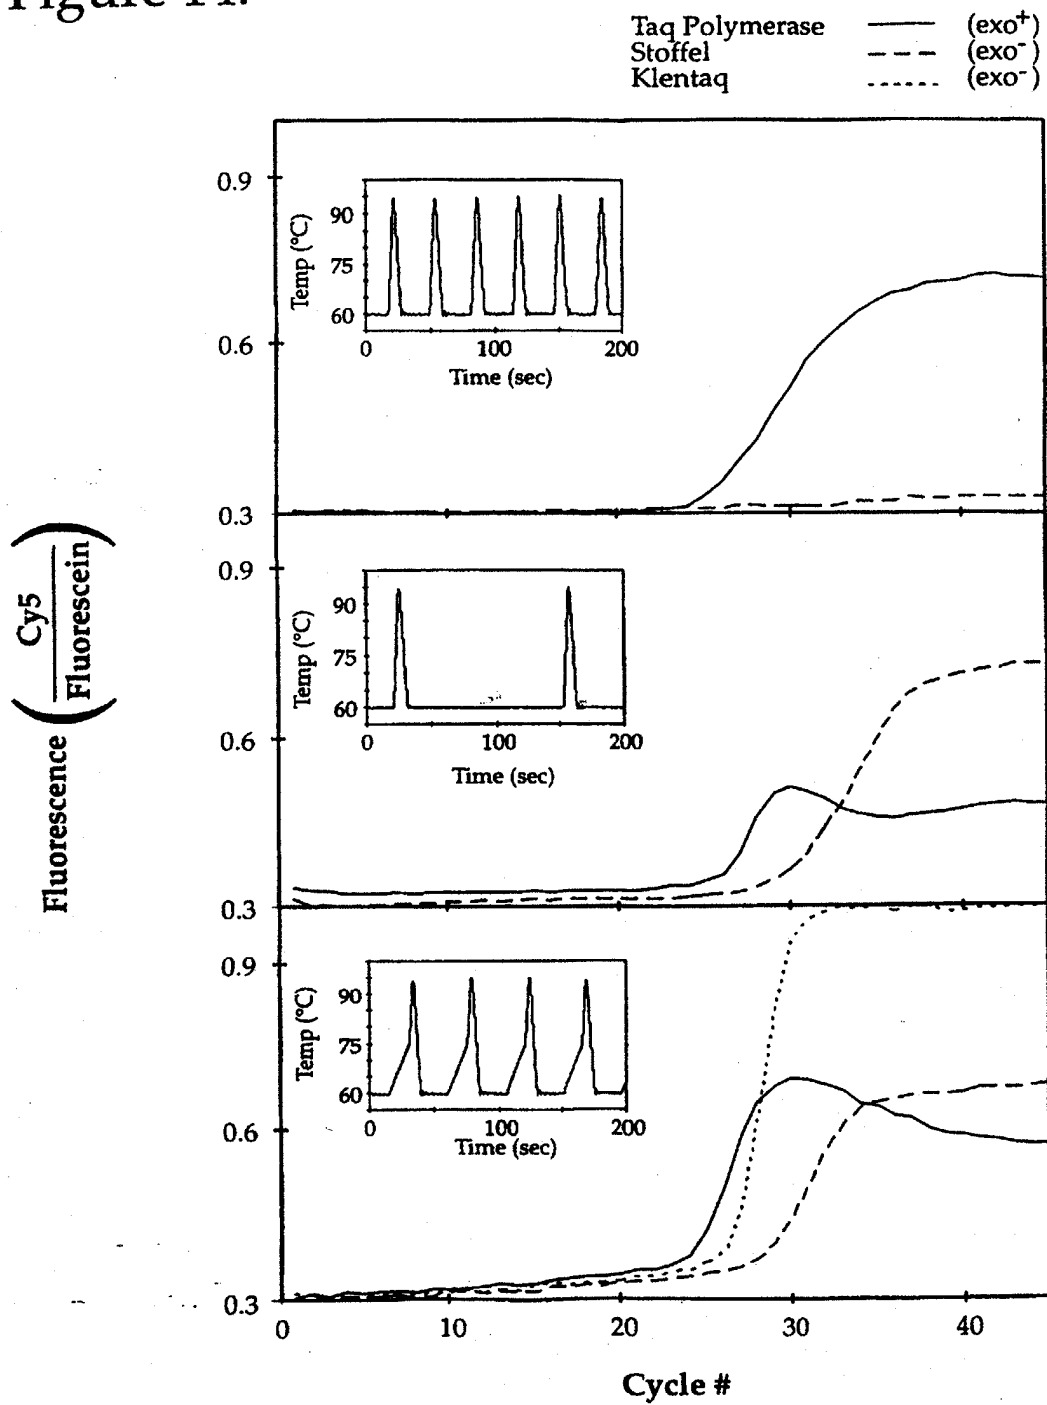 Figure 11.
Taq Polymerase (exo+)
Stoffel (exo-)
Klentaq (exo-)
0.9
0.6
0.3
Temp (°C)
90
75
60
0 100 200
Time (sec)
0.9
0.6
0.3
Temp (°C)
90
75
60
0 100 200
Time (sec)
0.9
0.6
0.3
Temp (°C)
90
75
60
0 100 200
Time (sec)
Fluorescence (Cy5
Fluorescein)
0 10 20 30 40
Cycle #